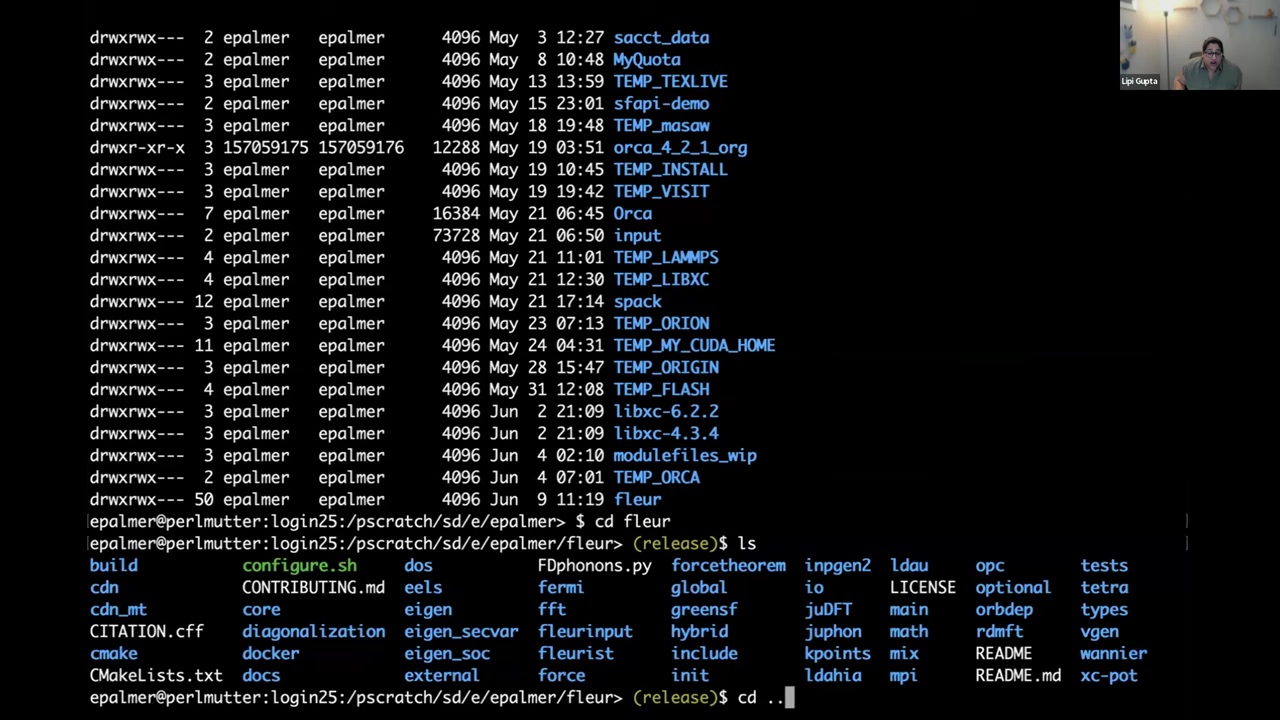 drwxrwx--- 2 epalmer epalmer 4096 May 3 12:27 sacct_data
drwxrwx--- 2 epalmer epalmer 4096 May 8 10:48 MyQuota
drwxrwx--- 3 epalmer epalmer 4096 May 13 13:59 TEMP_TEXLIVE
drwxrwx--- 2 epalmer epalmer 4096 May 15 23:01 sfapi-demo
drwxrwx--- 3 epalmer epalmer 4096 May 18 19:48 TEMP_masaw
drwxr-xr-x 3 157059175 157059176 12288 May 19 03:51 orca_4_2_1_org
drwxrwx--- 3 epalmer epalmer 4096 May 19 10:45 TEMP_INSTALL
drwxrwx--- 3 epalmer epalmer 4096 May 19 19:42 TEMP_VISIT
drwxrwx--- 7 epalmer epalmer 16384 May 21 06:45 Orca
drwxrwx--- 2 epalmer epalmer 73728 May 21 06:50 input
drwxrwx--- 4 epalmer epalmer 4096 May 21 11:01 TEMP_LAMMPS
drwxrwx--- 4 epalmer epalmer 4096 May 21 12:30 TEMP_LIBXC
drwxrwx--- 12 epalmer epalmer 4096 May 21 17:14 spack
drwxrwx--- 3 epalmer epalmer 4096 May 23 07:13 TEMP_ORION
drwxrwx--- 11 epalmer epalmer 4096 May 24 04:31 TEMP_MY_CUDA_HOME
drwxrwx--- 3 epalmer epalmer 4096 May 28 15:47 TEMP_ORIGIN
drwxrwx--- 4 epalmer epalmer 4096 May 31 12:08 TEMP_FLASH
drwxrwx--- 3 epalmer epalmer 4096 Jun 2 21:09 libxc-6.2.2
drwxrwx--- 3 epalmer epalmer 4096 Jun 2 21:09 libxc-4.3.4
drwxrwx--- 3 epalmer epalmer 4096 Jun 4 02:10 modulefiles_wip
drwxrwx--- 2 epalmer epalmer 4096 Jun 4 07:01 TEMP_ORCA
drwxrwx--- 50 epalmer epalmer 4096 Jun 9 11:19 fleur
epalmer@perlmutter:login25:/pscratch/sd/e/epalmer> $ cd fleur
epalmer@perlmutter:login25:/pscratch/sd/e/epalmer/fleur> (release)$ ls
build configure.sh dos FDphonons.py forcetheorem inpgen2 ldau opc tests
cdn CONTRIBUTING.md eels fermi global io LICENSE optional tetra
cdn_mt core eigen fft greensf juDFT main orbdep types
CITATION.cff diagonalization eigen_secvar fleurinput hybrid juphon math rdmft vgen
cmake docker eigen_soc fleurist include kpoints mix README wannier
CMakeLists.txt docs external force init ldahia mpi README.md xc-pot
epalmer@perlmutter:login25:/pscratch/sd/e/epalmer/fleur> (release)$ cd ..
Lipi Gupta